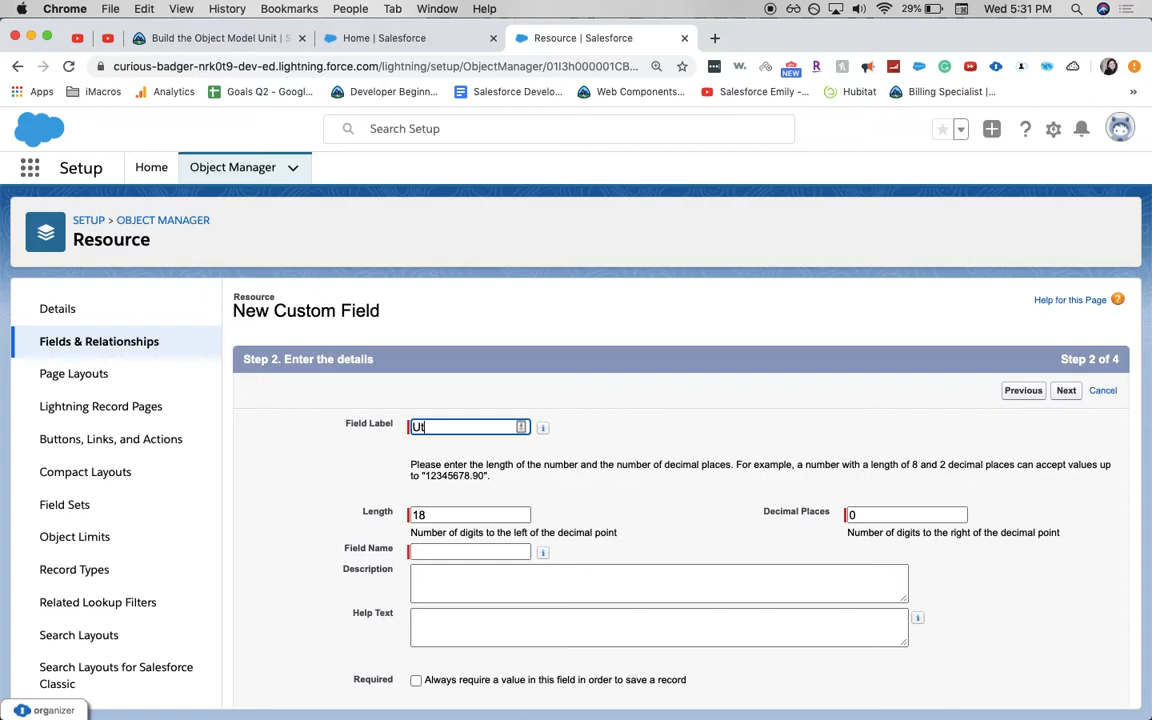 Chrome File Edit View History Bookmarks People Tab Window Help 29% Wed 5:31 PM
Build the Object Model Unit | S
Home | Salesforce
Resource | Salesforce
curious-badger-nrk0t9-dev-ed.lightning.force.com/lightning/setup/ObjectManager/01I3h000001CB...
NEW
Apps iMacros Analytics Goals Q2 - Googl... Developer Beginn... Salesforce Develo... Web Components... Salesforce Emily -... Hubitat Billing Specialist |... »
Search Setup
Setup Home Object Manager
SETUP > OBJECT MANAGER
Resource
Details
Fields & Relationships
Page Layouts
Lightning Record Pages
Buttons, Links, and Actions
Compact Layouts
Field Sets
Object Limits
Record Types
Related Lookup Filters
Search Layouts
Search Layouts for Salesforce
Classic
organizer
Resource
New Custom Field
Help for this Page ?
Step 2. Enter the details Step 2 of 4
Previous Next Cancel
Field Label Ut
Please enter the length of the number and the number of decimal places. For example, a number with a length of 8 and 2 decimal places can accept values up
to "12345678.90".
Length 18 Decimal Places 0
Number of digits to the left of the decimal point Number of digits to the right of the decimal point
Field Name
Description
Help Text
Required Always require a value in this field in order to save a record